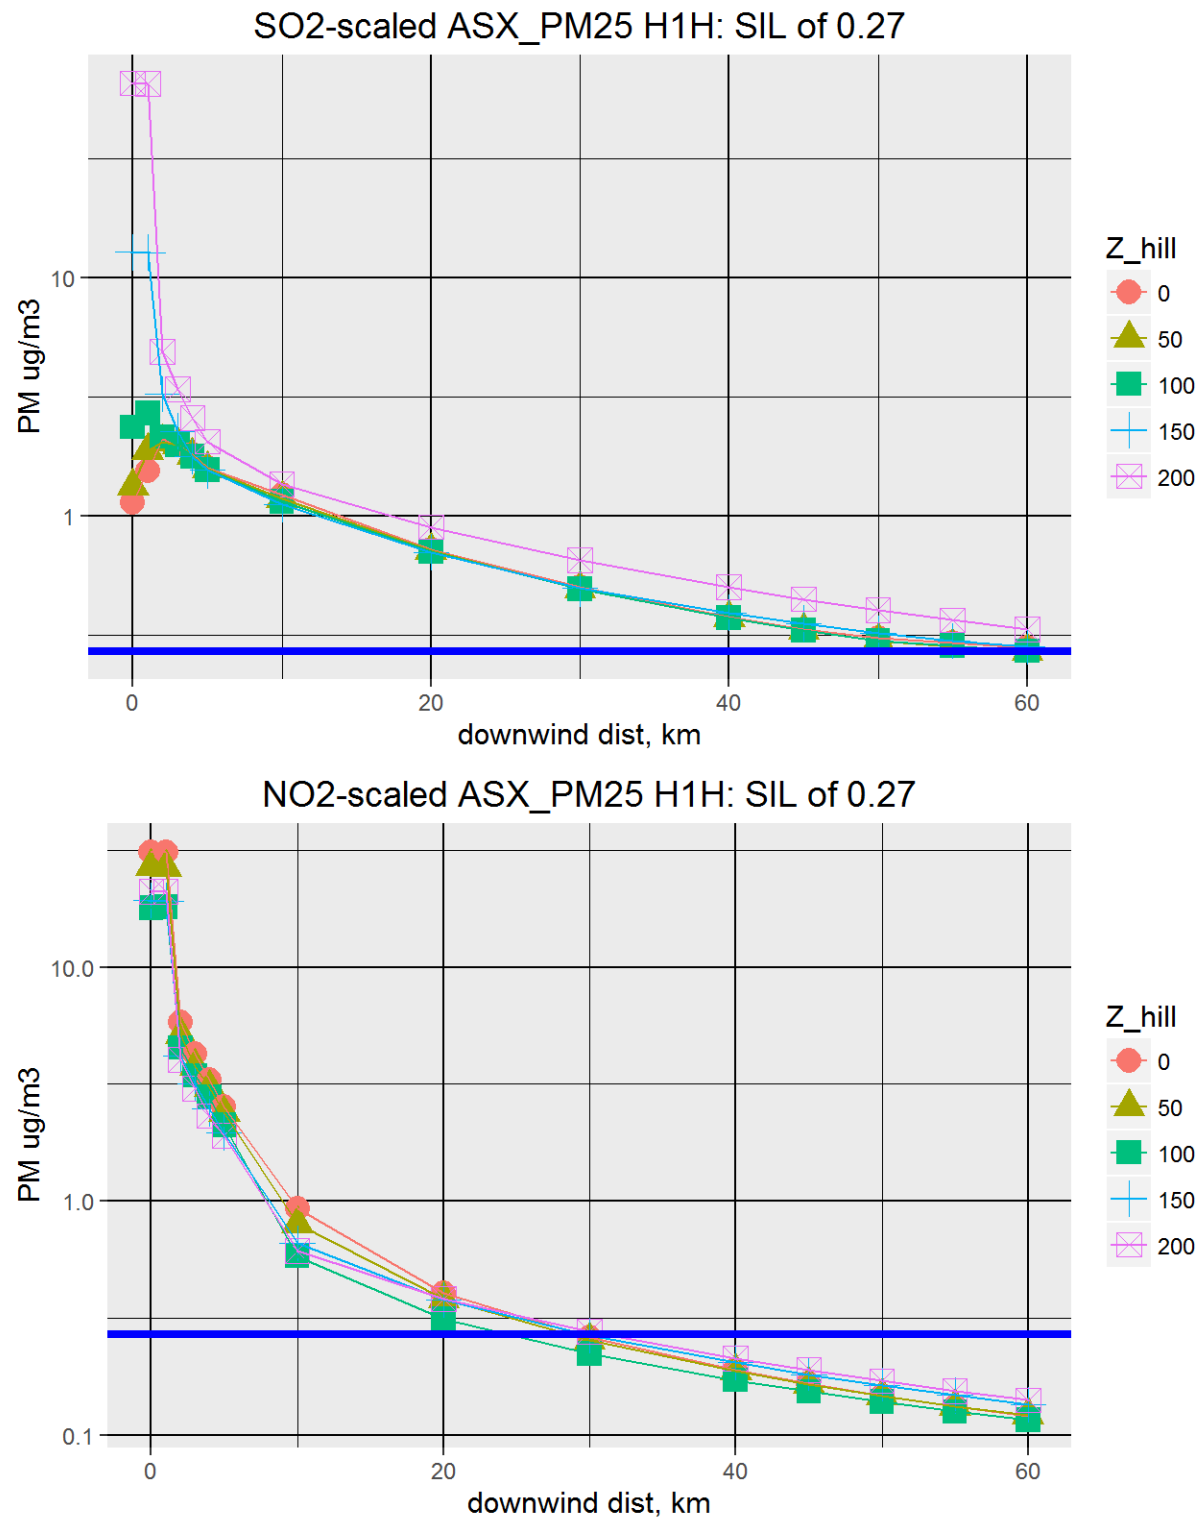 SO2-scaled ASX_PM25 H1H: SIL of 0.27
10
1
PM ug/m3
0
20
40
60
downwind dist, km
Z_hill
0
50
100
150
200
NO2-scaled ASX_PM25 H1H: SIL of 0.27
10.0
1.0
0.1
PM ug/m3
0
20
40
60
downwind dist, km
Z_hill
0
50
100
150
200